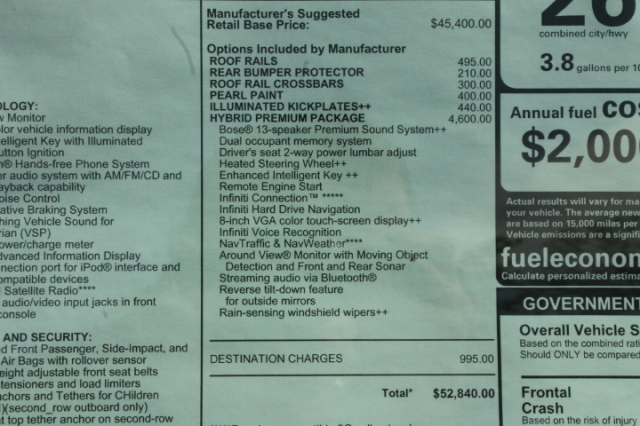 Manufacturer's Suggested
Retail Base Price: $45,400.00
Options Included by Manufacturer
ROOF RAILS 495.00
REAR BUMPER PROTECTOR 210.00
ROOF RAIL CROSSBARS 300.00
PEARL PAINT 400.00
ILLUMINATED KICKPLATES++ 440.00
HYBRID PREMIUM PACKAGE 4,600.00
Bose® 13-speaker Premium Sound System++
Dual occupant memory system
Driver's seat 2-way power lumbar adjust
Heated Steering Wheel++
Enhanced Intelligent Key ++
Remote Engine Start
Infiniti Connection™ *****
Infiniti Hard Drive Navigation
8-inch VGA color touch-screen display++
Infiniti Voice Recognition
NavTraffic & NavWeather****
Around View® Monitor with Moving Object
Detection and Front and Rear Sonar
Streaming audio via Bluetooth®
Reverse tilt-down feature
for outside mirrors
Rain-sensing windshield wipers++
DESTINATION CHARGES 995.00
Total* $52,840.00
OLOGY:
w Monitor
olor vehicle information display
elligent Key with Illuminated
utton Ignition
h® Hands-free Phone System
er audio system with AM/FM/CD and
ayback capability
oise Control
ative Braking System
hing Vehicle Sound for
rian (VSP)
ower/charge meter
dvanced Information Display
nnection port for iPod® interface and
ompatible devices
l Satellite Radio****
audio/video input jacks in front
console
AND SECURITY:
d Front Passenger, Side-Impact, and
Air Bags with rollover sensor
eight adjustable front seat belts
tensioners and load limiters
nchors and Tethers for CHildren
(second_row outboard only)
t top tether anchor on second-row
26
combined city/hwy
3.8 gallons per 10
Annual fuel cos
$2,00
Actual results will vary for ma
your vehicle. The average new
are based on 15,000 miles per
Vehicle emissions are a signifi
fueleconom
Calculate personalized estima
GOVERNMENT
Overall Vehicle S
Based on the combined rati
Should ONLY be compared
Frontal
Crash
Based on the risk of injury